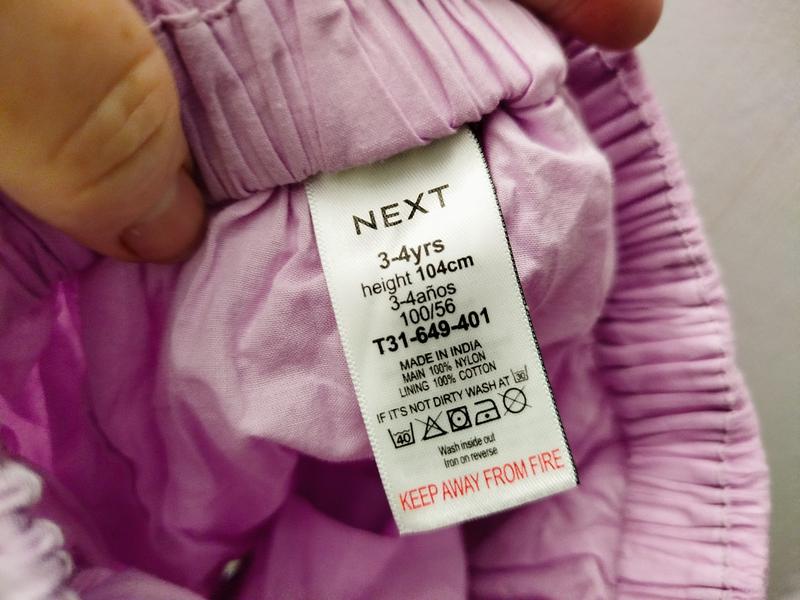 NEXT
3-4yrs
height 104cm
3-4años
100/56
T31-649-401
MADE IN INDIA
MAIN 100% NYLON
LINING 100% COTTON
IF IT'S NOT DIRTY WASH AT 30
40
Wash inside out
Iron on reverse
KEEP AWAY FROM FIRE